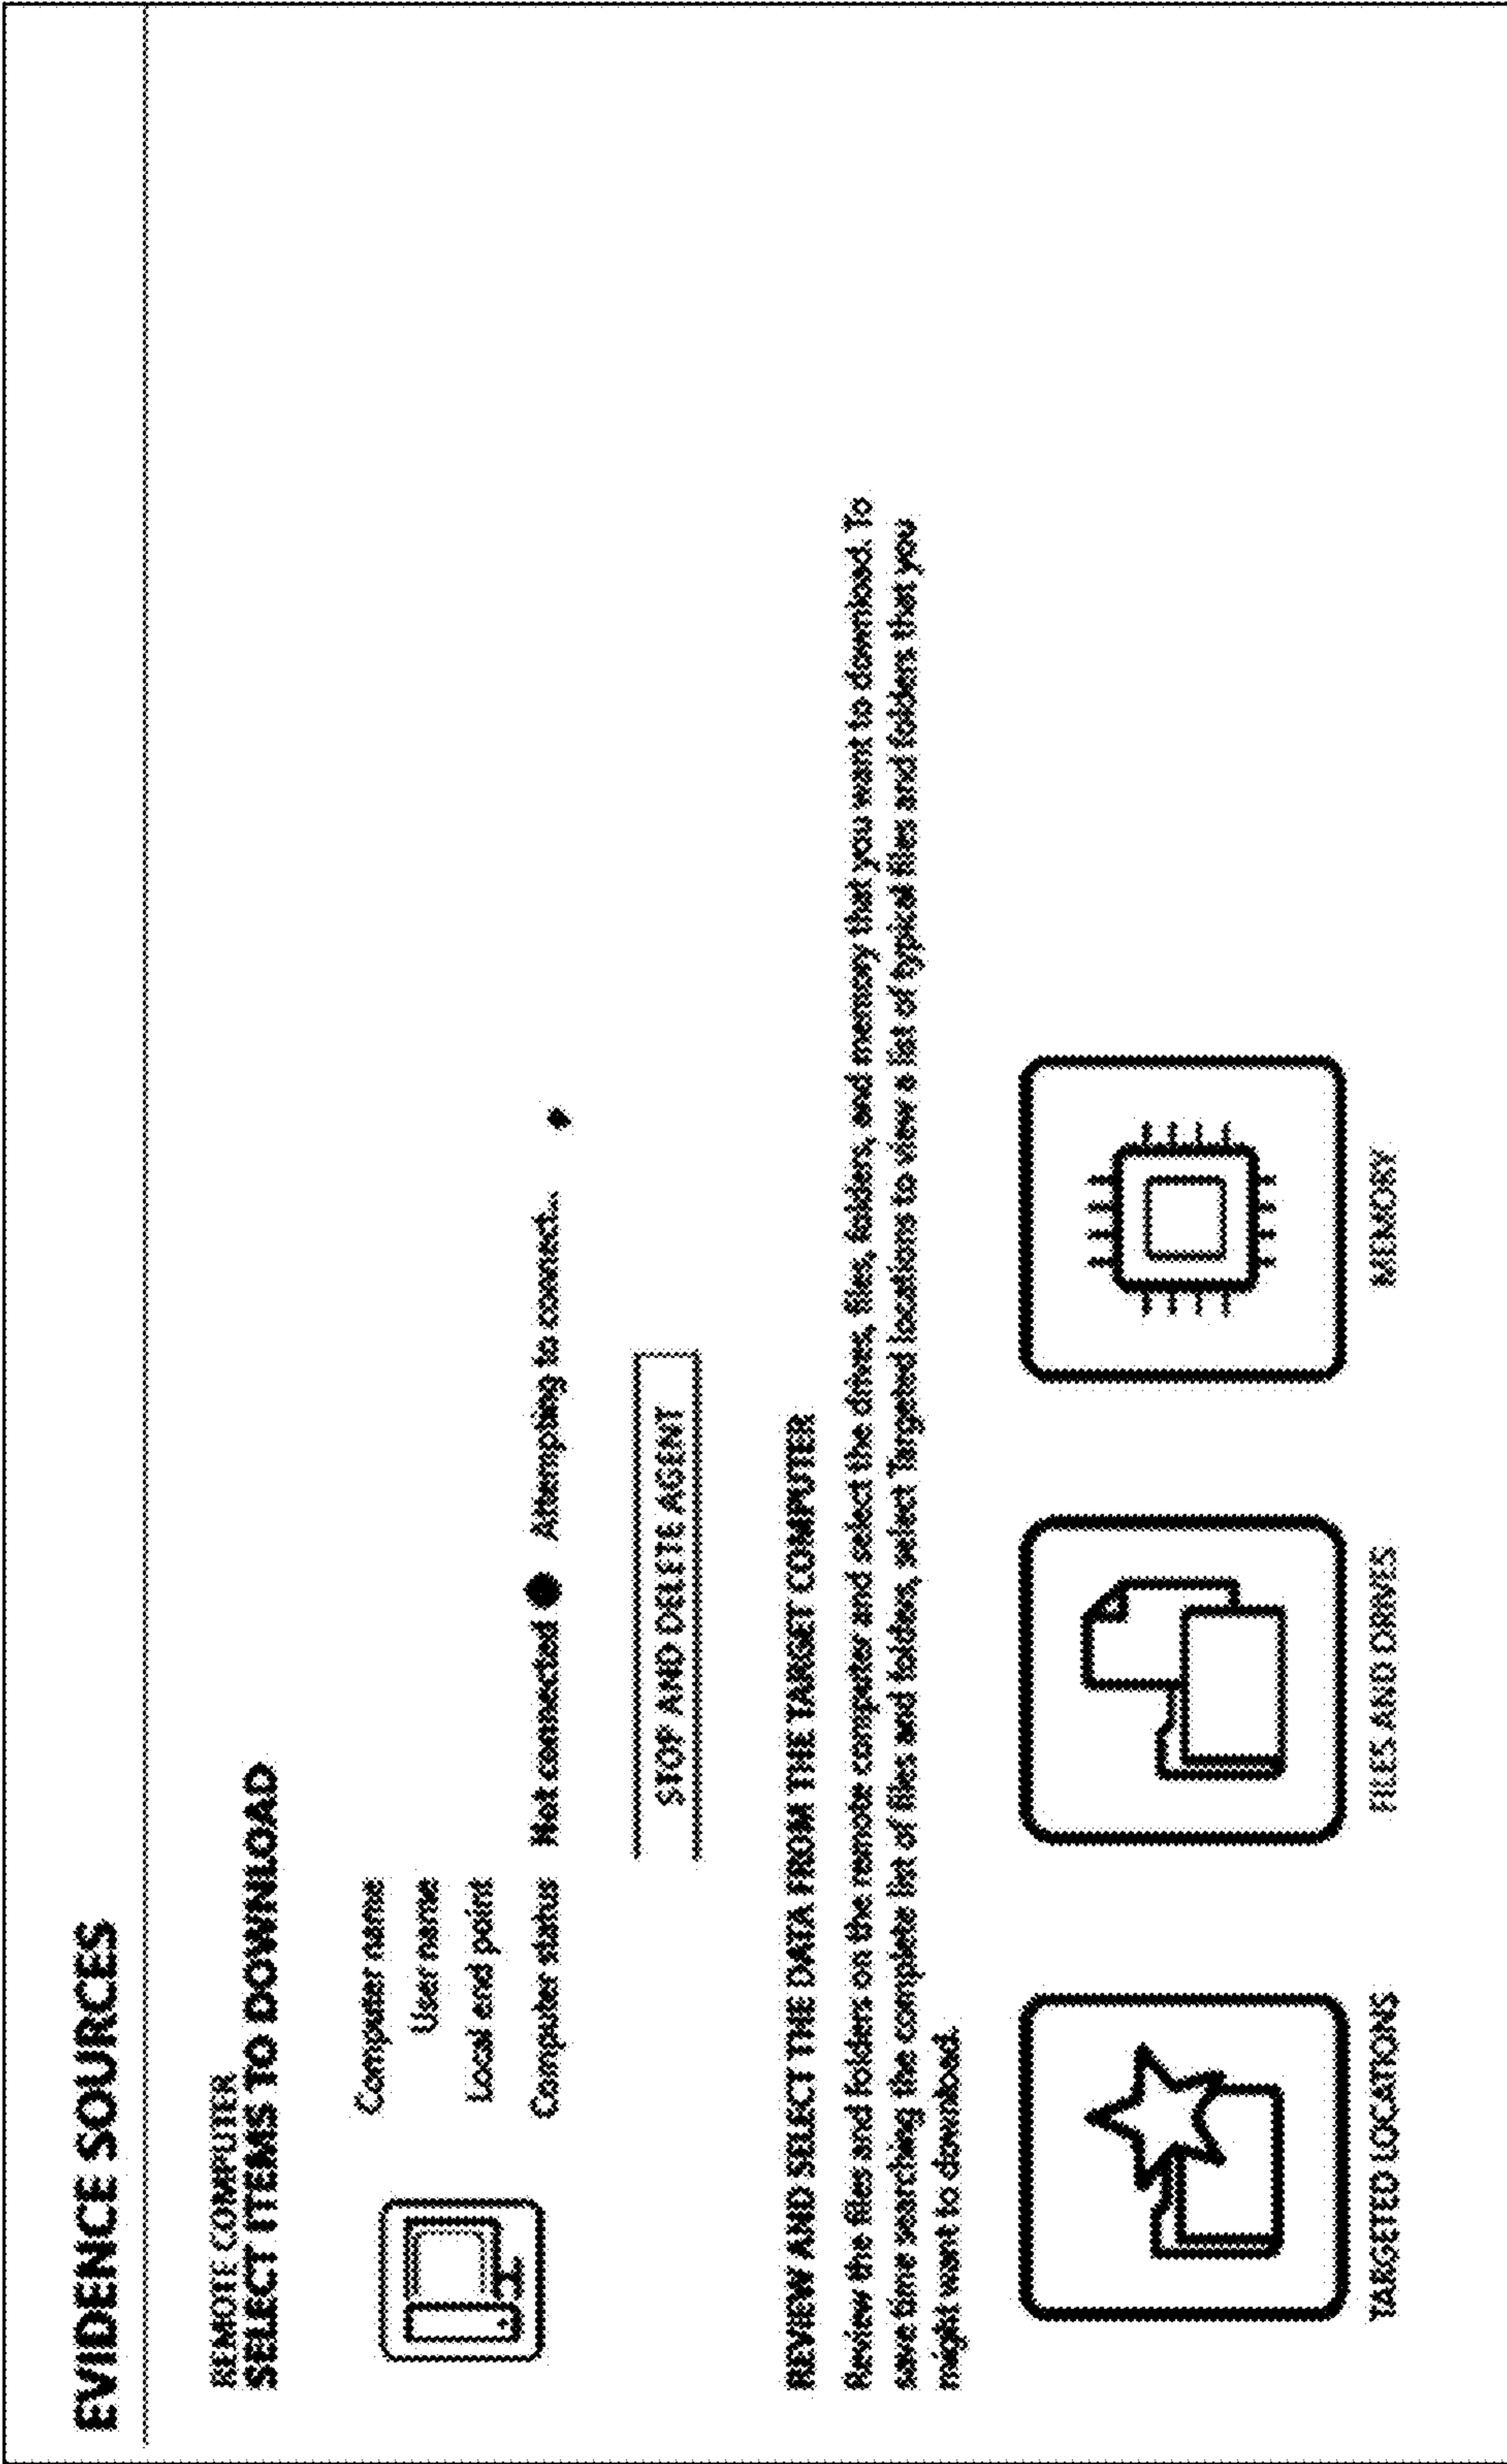 EVIDENCE SOURCES
REMOTE COMPUTER
SELECT ITEMS TO DOWNLOAD
Computer name
User name
Local end point
Computer status Not connected Attempting to connect...
STOP AND DELETE AGENT
REVIEW AND SELECT THE DATA FROM THE TARGET COMPUTER
Review the files and folders on the remote computer and select the drives, files, folders, and memory that you want to download. To
save time searching the complete list of files and folders, select Targeted locations to view a list of typical files and folders that you
might want to download.
TARGETED LOCATIONS FILES AND DRIVES MEMORY